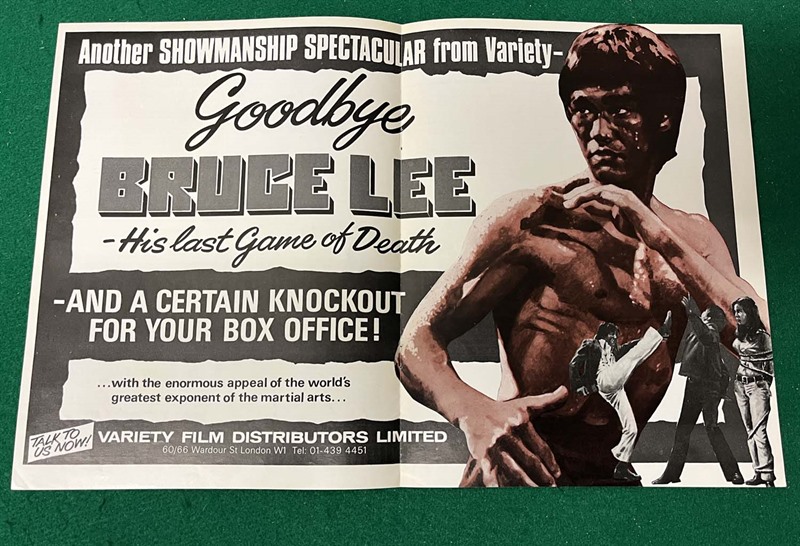 Another SHOWMANSHIP SPECTACULAR from Variety-
Goodbye
BRUCE LEE
- His last Game of Death
-AND A CERTAIN KNOCKOUT
FOR YOUR BOX OFFICE!
...with the enormous appeal of the world's
greatest exponent of the martial arts...
TALK TO
US NOW!
VARIETY FILM DISTRIBUTORS LIMITED
60/66 Wardour St London W1 Tel: 01-439 4451